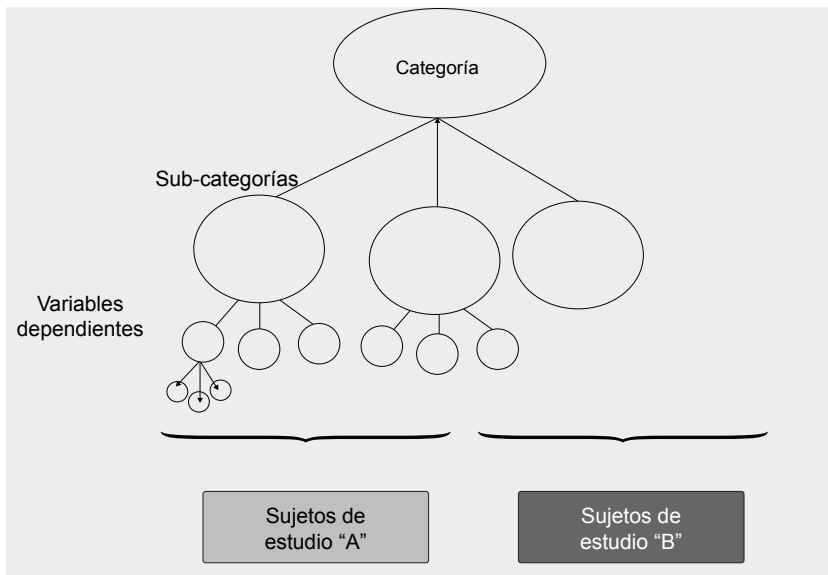 Categoría
Sub-categorías
Variables
dependientes
Sujetos de
estudio “A”
Sujetos de
estudio “B”